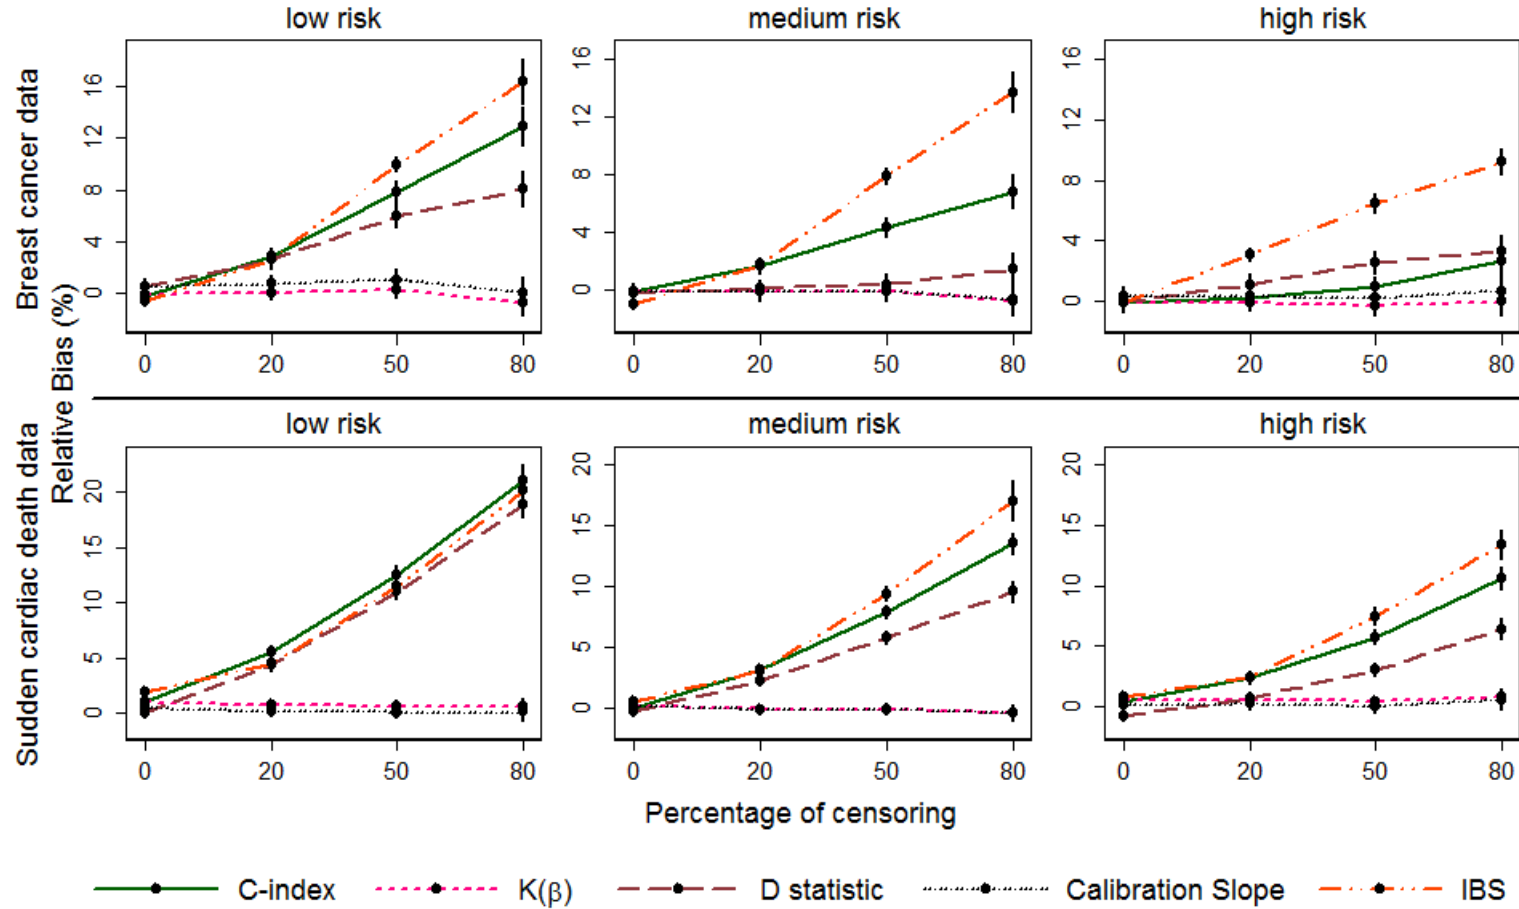 low risk
medium risk
high risk
Breast cancer data
0 4 8 12 16
0 20 50 80
0 4 8 12 16
0 20 50 80
0 4 8 12 16
0 20 50 80
Relative Bias (%)
low risk
medium risk
high risk
Sudden cardiac death data
0 5 10 15 20
0 20 50 80
0 5 10 15 20
0 20 50 80
0 5 10 15 20
0 20 50 80
Percentage of censoring
C-index K(β) D statistic Calibration Slope IBS